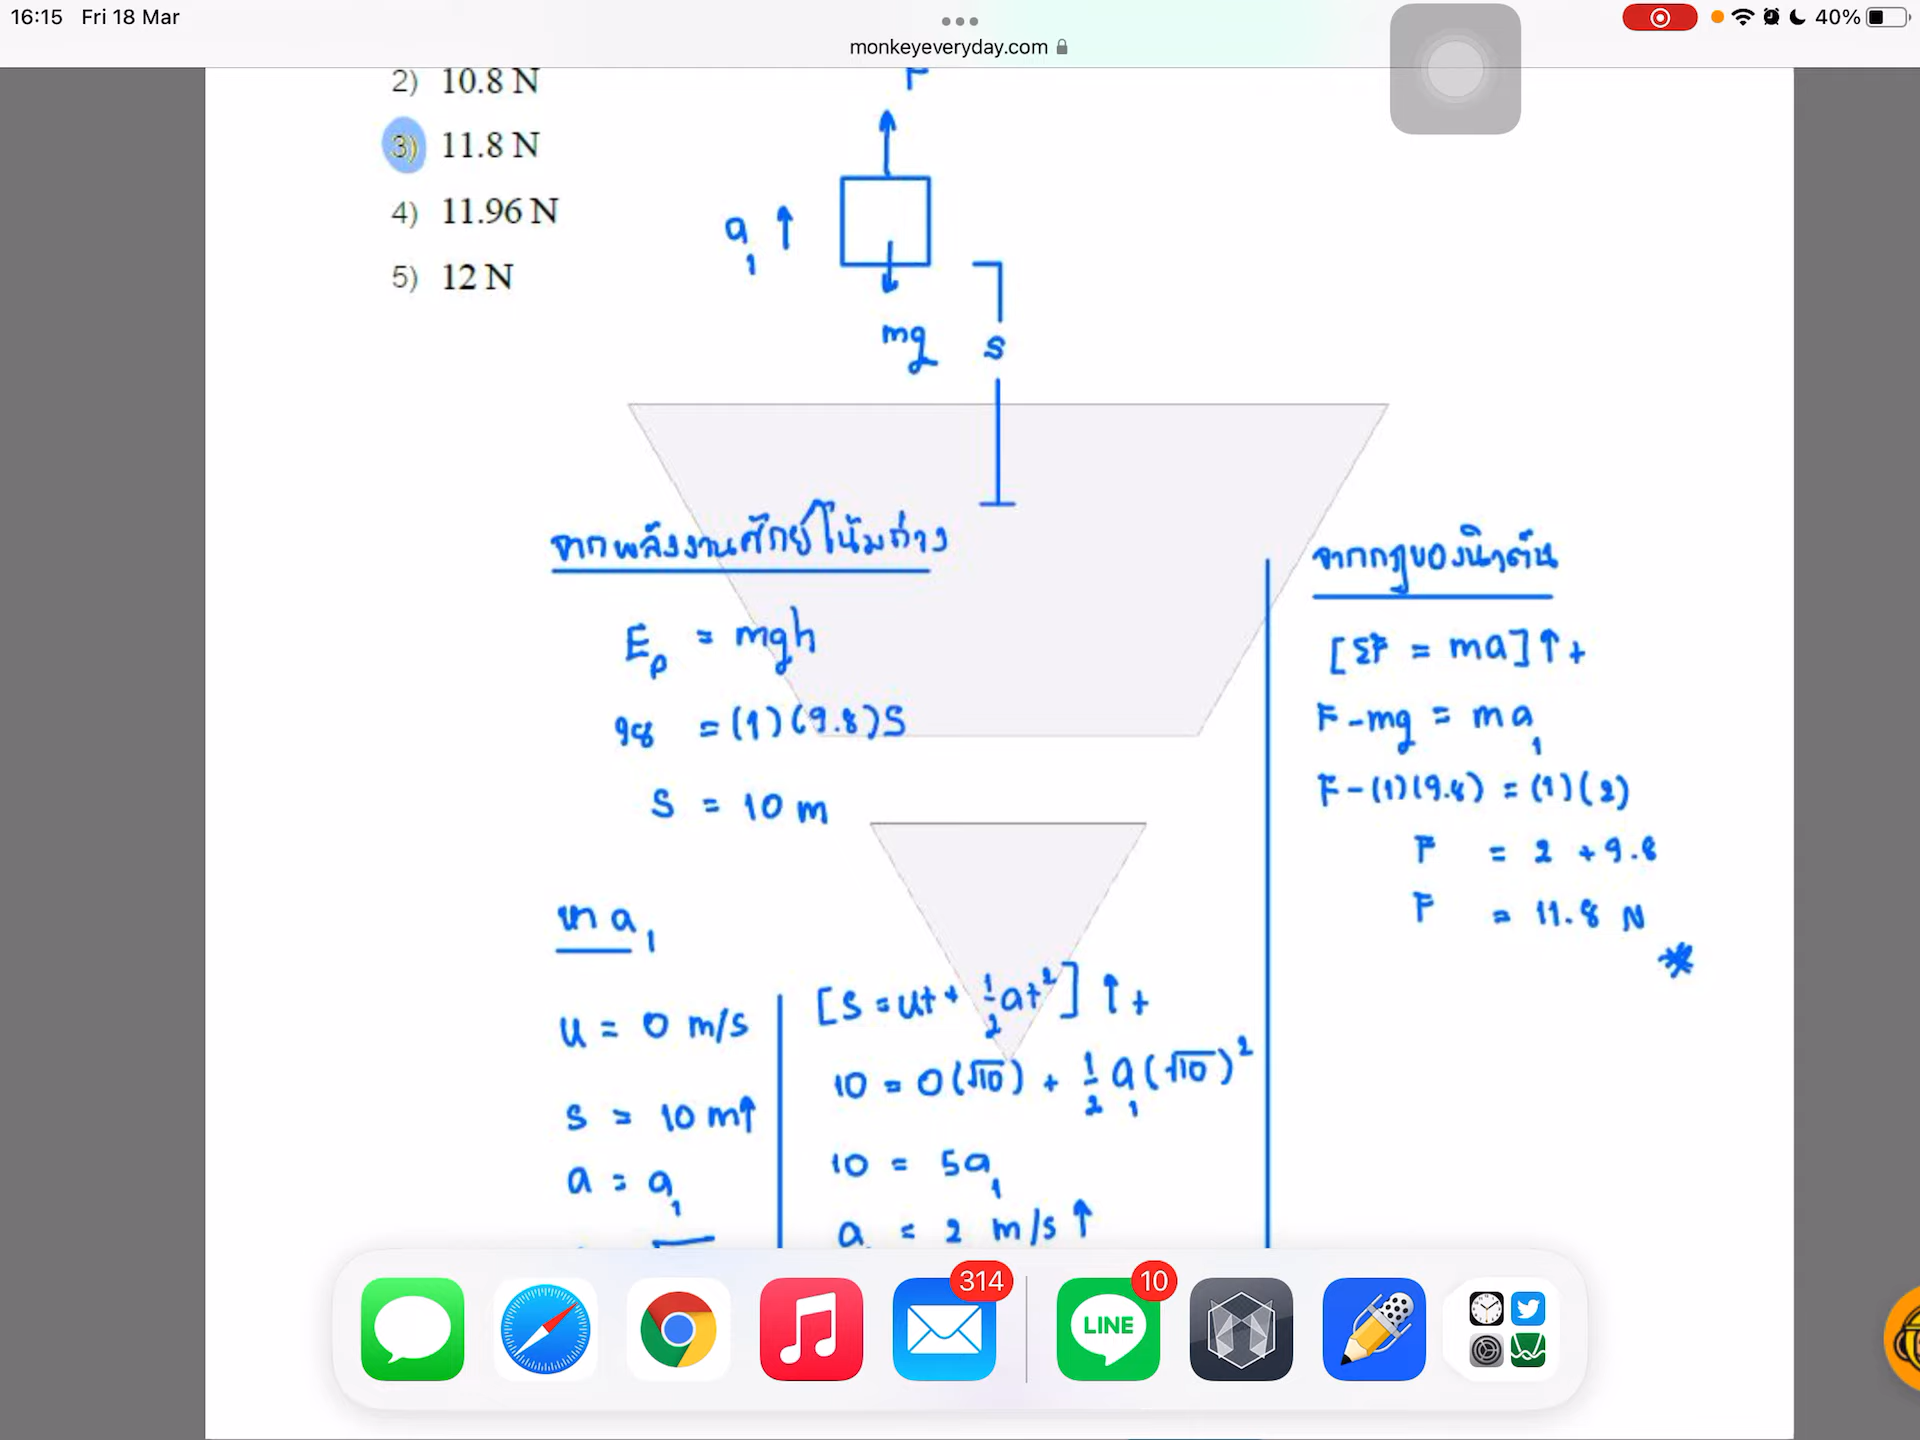 16:15 Fri 18 Mar
monkeyeveryday.com
40%
2) 10.8 N
3) 11.8 N
4) 11.96 N
5) 12 N
F
a₁ ↑
mg
S
จากพลังงานศักย์โน้มถ่วง
Eₚ = mgh
98 = (1)(9.8)S
S = 10 m
หา a₁
u = 0 m/s
s = 10 m↑
a = a₁
[S = ut + 1/2 at²] ↑+
10 = 0(√10) + 1/2 a₁(√10)²
10 = 5a₁
a = 2 m/s ↑
จากกฎของนิวตัน
[ΣF = ma]↑+
F-mg = ma₁
F-(1)(9.8) = (1)(2)
F = 2 + 9.8
F = 11.8 N
*
314
10
LINE